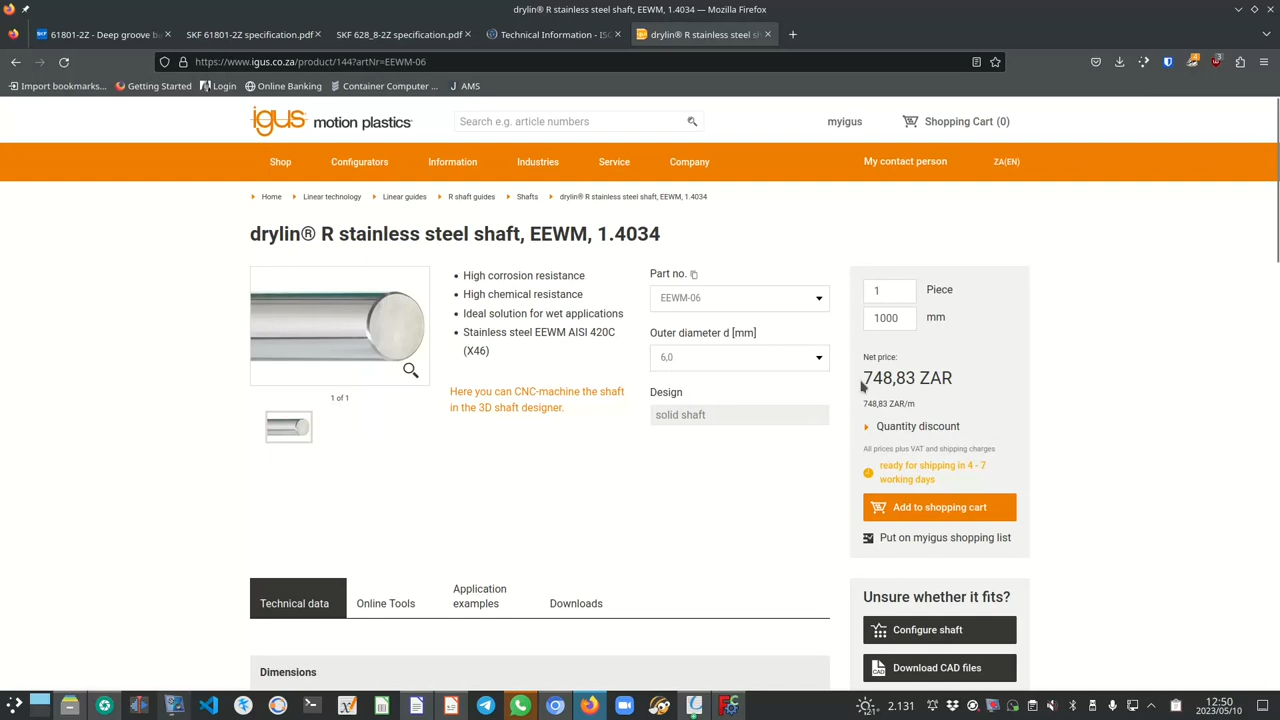 drylin® R stainless steel shaft, EEWM, 1.4034 — Mozilla Firefox
SKF 61801-2Z - Deep groove ba
SKF 61801-2Z specification.pdf
SKF 628_8-2Z specification.pdf
Technical Information - ISO
drylin® R stainless steel sh
https://www.igus.co.za/product/144?artNr=EEWM-06
Import bookmarks...
Getting Started
Login
Online Banking
Container Computer ...
AMS
igus motion plastics
Search e.g. article numbers
myigus
Shopping Cart (0)
Shop
Configurators
Information
Industries
Service
Company
My contact person
ZA(EN)
Home
Linear technology
Linear guides
R shaft guides
Shafts
drylin® R stainless steel shaft, EEWM, 1.4034
drylin® R stainless steel shaft, EEWM, 1.4034
1 of 1
High corrosion resistance
High chemical resistance
Ideal solution for wet applications
Stainless steel EEWM AISI 420C
(X46)
Here you can CNC-machine the shaft
in the 3D shaft designer.
Part no.
EEWM-06
Outer diameter d [mm]
6,0
Design
solid shaft
1 Piece
1000 mm
Net price:
748,83 ZAR
748,83 ZAR/m
Quantity discount
All prices plus VAT and shipping charges
ready for shipping in 4 - 7
working days
Add to shopping cart
Put on myigus shopping list
Technical data
Online Tools
Application
examples
Downloads
Dimensions
Unsure whether it fits?
Configure shaft
Download CAD files
2.131
12:50
2023/05/10